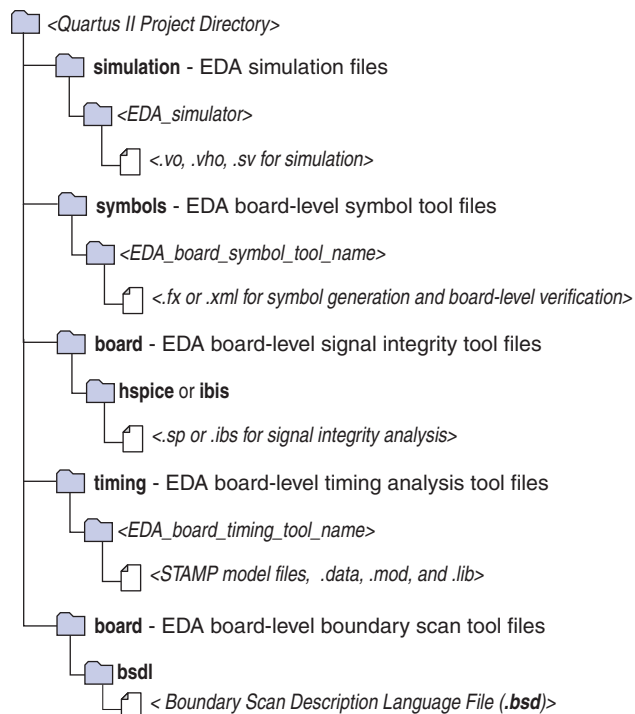 <Quartus II Project Directory>
simulation - EDA simulation files
<EDA_simulator>
<.vo, .vho, .sv for simulation>
symbols - EDA board-level symbol tool files
<EDA_board_symbol_tool_name>
<.fx or .xml for symbol generation and board-level verification>
board - EDA board-level signal integrity tool files
hspice or ibis
<.sp or .ibs for signal integrity analysis>
timing - EDA board-level timing analysis tool files
<EDA_board_timing_tool_name>
<STAMP model files, .data, .mod, and .lib>
board - EDA board-level boundary scan tool files
bsdl
< Boundary Scan Description Language File (.bsd)>